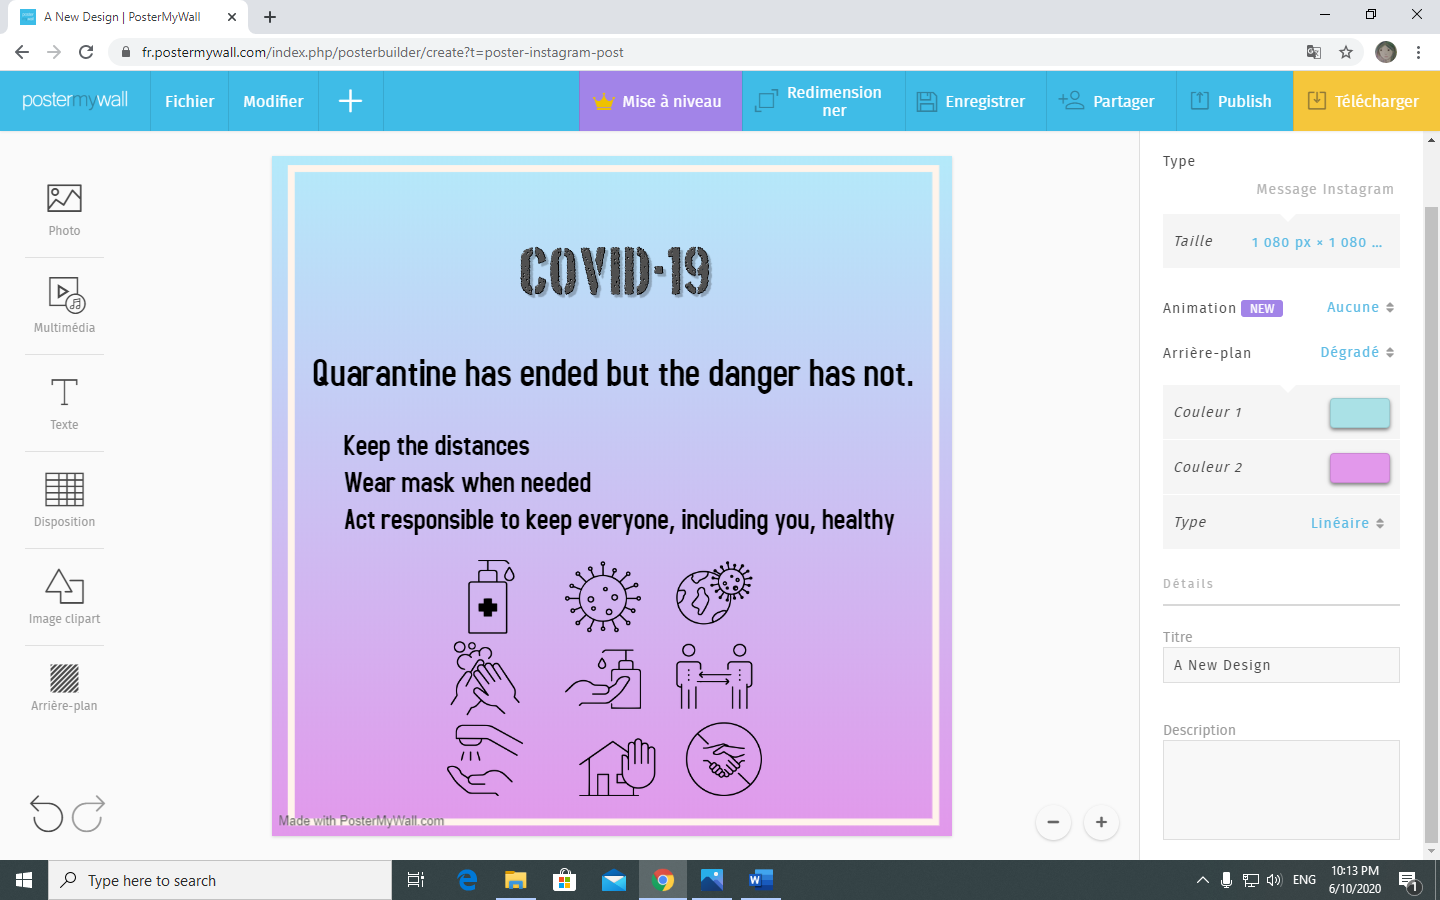 A New Design | PosterMyWall
fr.postermywall.com/index.php/posterbuilder/create?t=poster-instagram-post
postermywall
Fichier
Modifier
Mise à niveau
Redimension
ner
Enregistrer
Partager
Publish
Télécharger
Photo
Multimédia
Texte
Disposition
Image clipart
Arrière-plan
COVID-19
Quarantine has ended but the danger has not.
Keep the distances
Wear mask when needed
Act responsible to keep everyone, including you, healthy
Made with PosterMyWall.com
Type
Message Instagram
Taille
1 080 px × 1 080 ...
Animation NEW
Aucune
Arrière-plan
Dégradé
Couleur 1
Couleur 2
Type
Linéaire
Détails
Titre
A New Design
Description
Type here to search
ENG
10:13 PM
6/10/2020
1